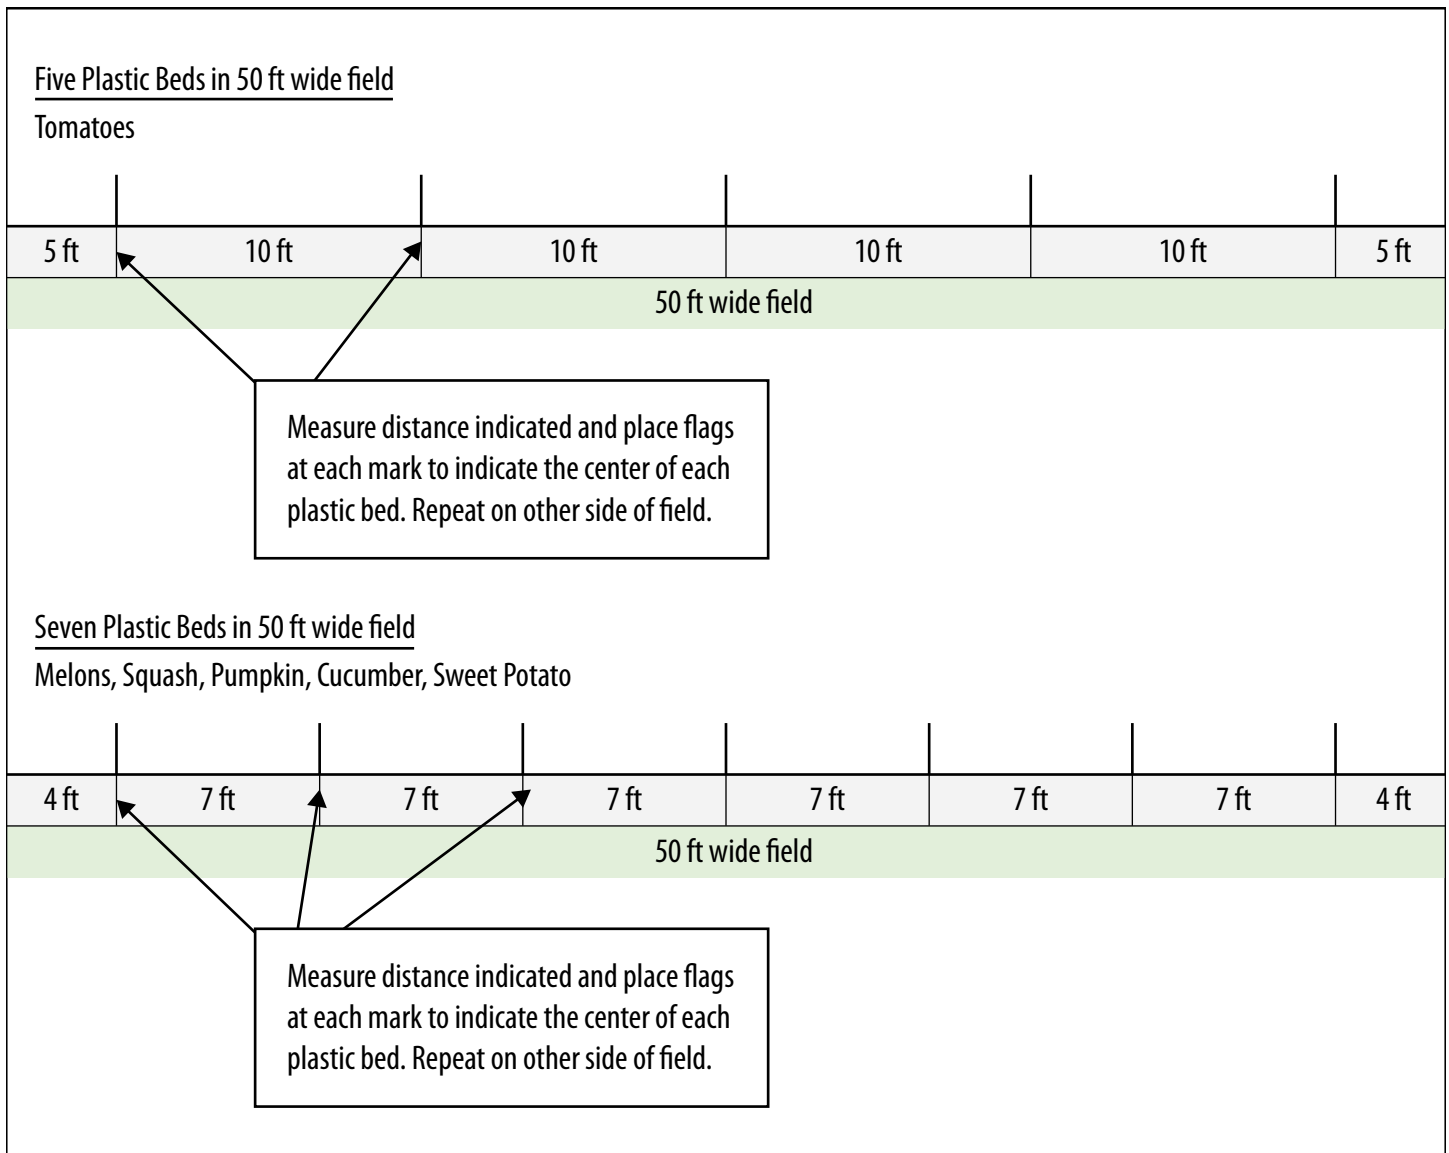 Five Plastic Beds in 50 ft wide field
Tomatoes
5 ft 10 ft 10 ft 10 ft 10 ft 5 ft
50 ft wide field
Measure distance indicated and place flags
at each mark to indicate the center of each
plastic bed. Repeat on other side of field.
Seven Plastic Beds in 50 ft wide field
Melons, Squash, Pumpkin, Cucumber, Sweet Potato
4 ft 7 ft 7 ft 7 ft 7 ft 7 ft 7 ft 4 ft
50 ft wide field
Measure distance indicated and place flags
at each mark to indicate the center of each
plastic bed. Repeat on other side of field.